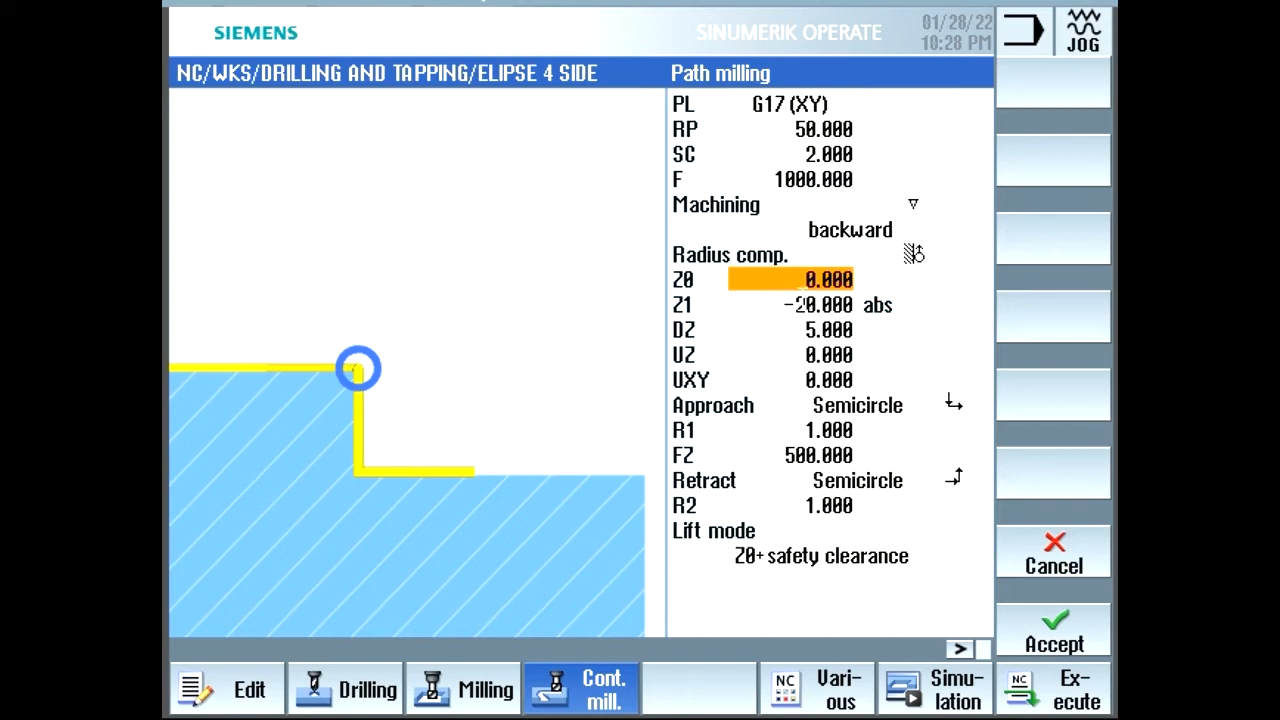 SIEMENS
SINUMERIK OPERATE
01/28/22
10:28 PM
JOG
NC/WKS/DRILLING AND TAPPING/ELIPSE 4 SIDE
Path milling
PL G17 (XY)
RP 50.000
SC 2.000
F 1000.000
Machining
backward
Radius comp.
Z0 0.000
Z1 -20.000 abs
DZ 5.000
UZ 0.000
UXY 0.000
Approach Semicircle
R1 1.000
FZ 500.000
Retract Semicircle
R2 1.000
Lift mode
Z0+ safety clearance
Cancel
Accept
Edit
Drilling
Milling
Cont.
mill.
NC
Vari-
ous
Simu-
lation
NC
Ex-
ecute